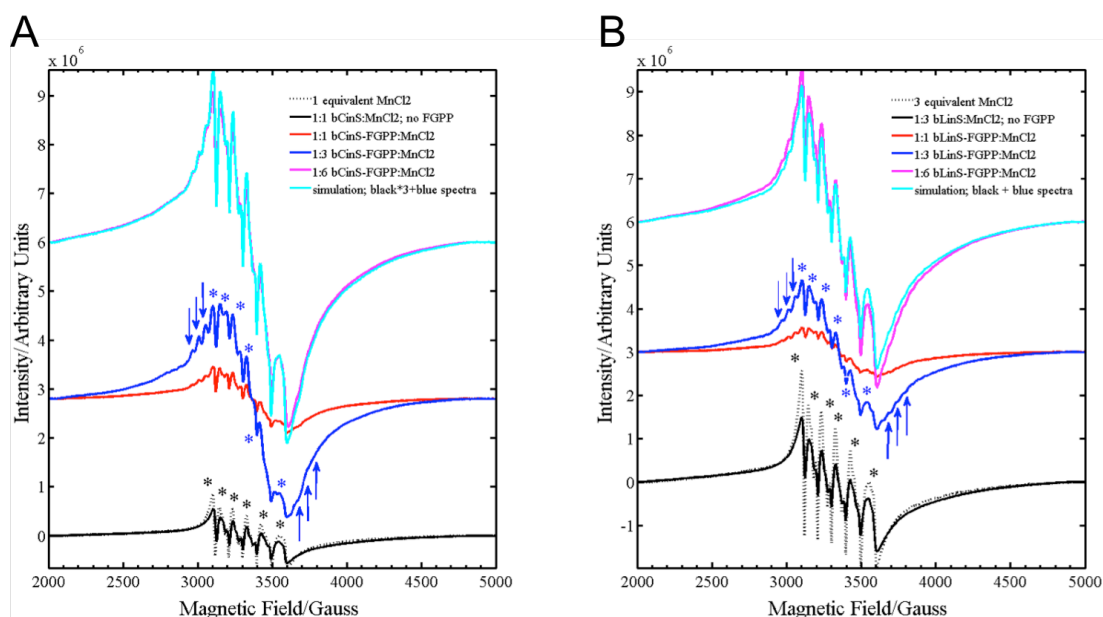 A
x 10^6
1 equivalent MnCl2
1:1 bCinS:MnCl2; no FGPP
1:1 bCinS-FGPP:MnCl2
1:3 bCinS-FGPP:MnCl2
1:6 bCinS-FGPP:MnCl2
simulation; black*3+blue spectra
9
8
7
6
5
4
3
2
1
0
Intensity/Arbitrary Units
* * * * *
*
* * * * * *
2000 2500 3000 3500 4000 4500 5000
Magnetic Field/Gauss
B
x 10^6
3 equivalent MnCl2
1:3 bLinS:MnCl2; no FGPP
1:1 bLinS-FGPP:MnCl2
1:3 bLinS-FGPP:MnCl2
1:6 bLinS-FGPP:MnCl2
simulation; black + blue spectra
9
8
7
6
5
4
3
2
1
0
-1
Intensity/Arbitrary Units
* * * *
* *
* * * * * *
2000 2500 3000 3500 4000 4500 5000
Magnetic Field/Gauss